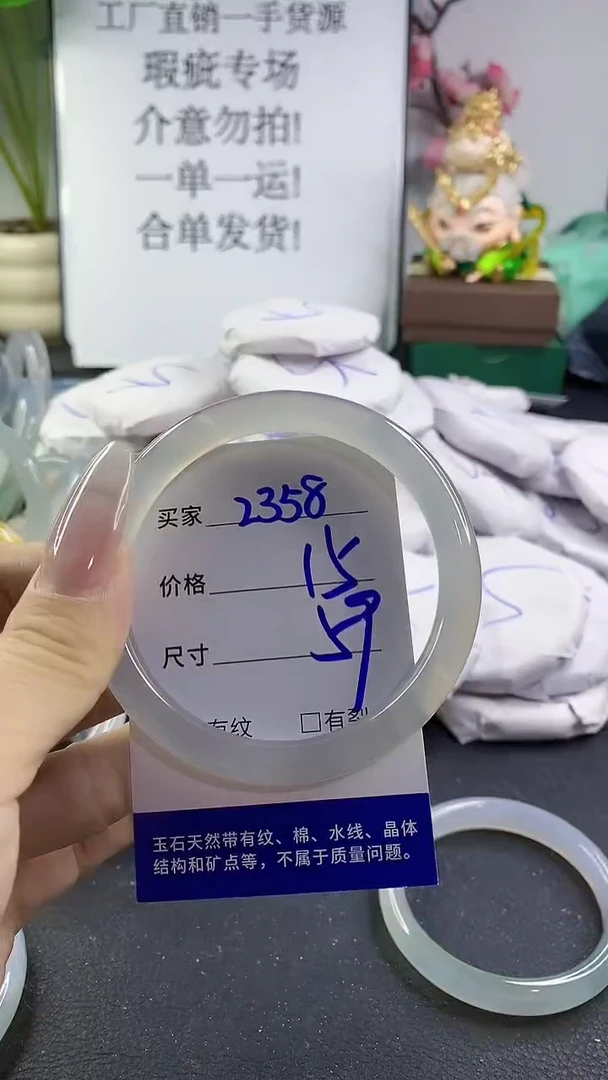 工厂直销一手货源
瑕疵专场
介意勿拍!
一单一运!
合单发货!
买家 2358
价格 15
尺寸 59
有纹 □有裂
玉石天然带有纹、棉、水线、晶体
结构和矿点等，不属于质量问题。